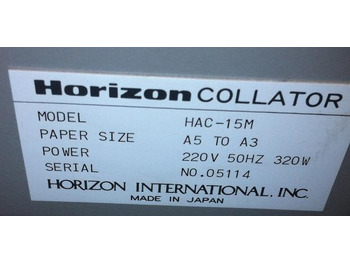 Horizon COLLATOR
MODEL HAC-15M
PAPER SIZE A5 TO A3
POWER 220V 50HZ 320W
SERIAL NO.05114
HORIZON INTERNATIONAL, INC.
MADE IN JAPAN